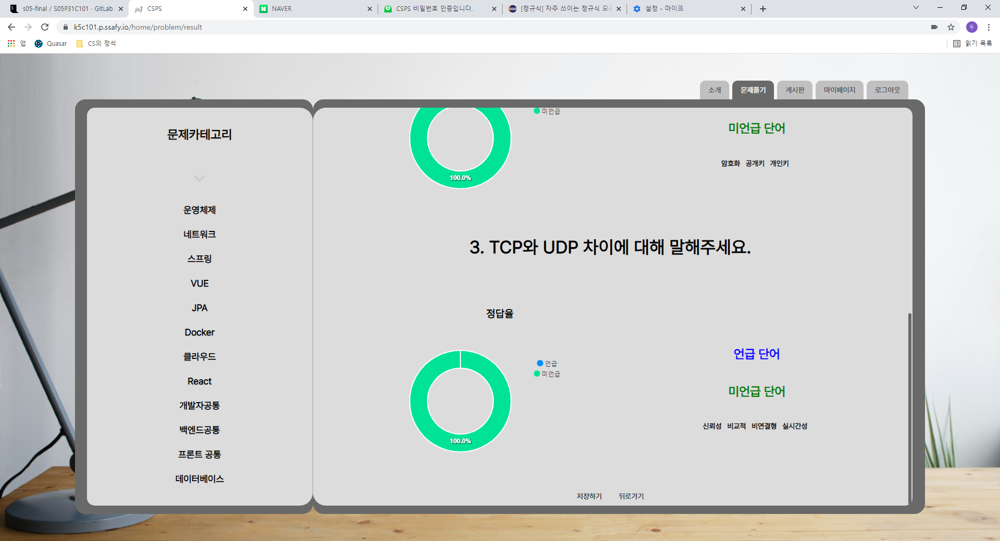 s05-final / S05P31C101 · GitLab
CSPS
NAVER
CSPS 비밀번호 인증입니다.
[정규식] 자주 쓰이는 정규식 모음
설정 - 마이크
k5c101.p.ssafy.io/home/problem/result
두
앱
Quasar
CS의 정석
읽기 목록
소개
문제풀기
게시판
마이페이지
로그아웃
문제카테고리
운영체제
네트워크
스프링
VUE
JPA
Docker
클라우드
React
개발자공통
백엔드공통
프론트 공통
데이터베이스
미언급
100.0%
미언급 단어
암호화 공개키 개인키
3. TCP와 UDP 차이에 대해 말해주세요.
정답율
언급
미언급
100.0%
언급 단어
미언급 단어
신뢰성 비교적 비연결형 실시간성
저장하기
뒤로가기